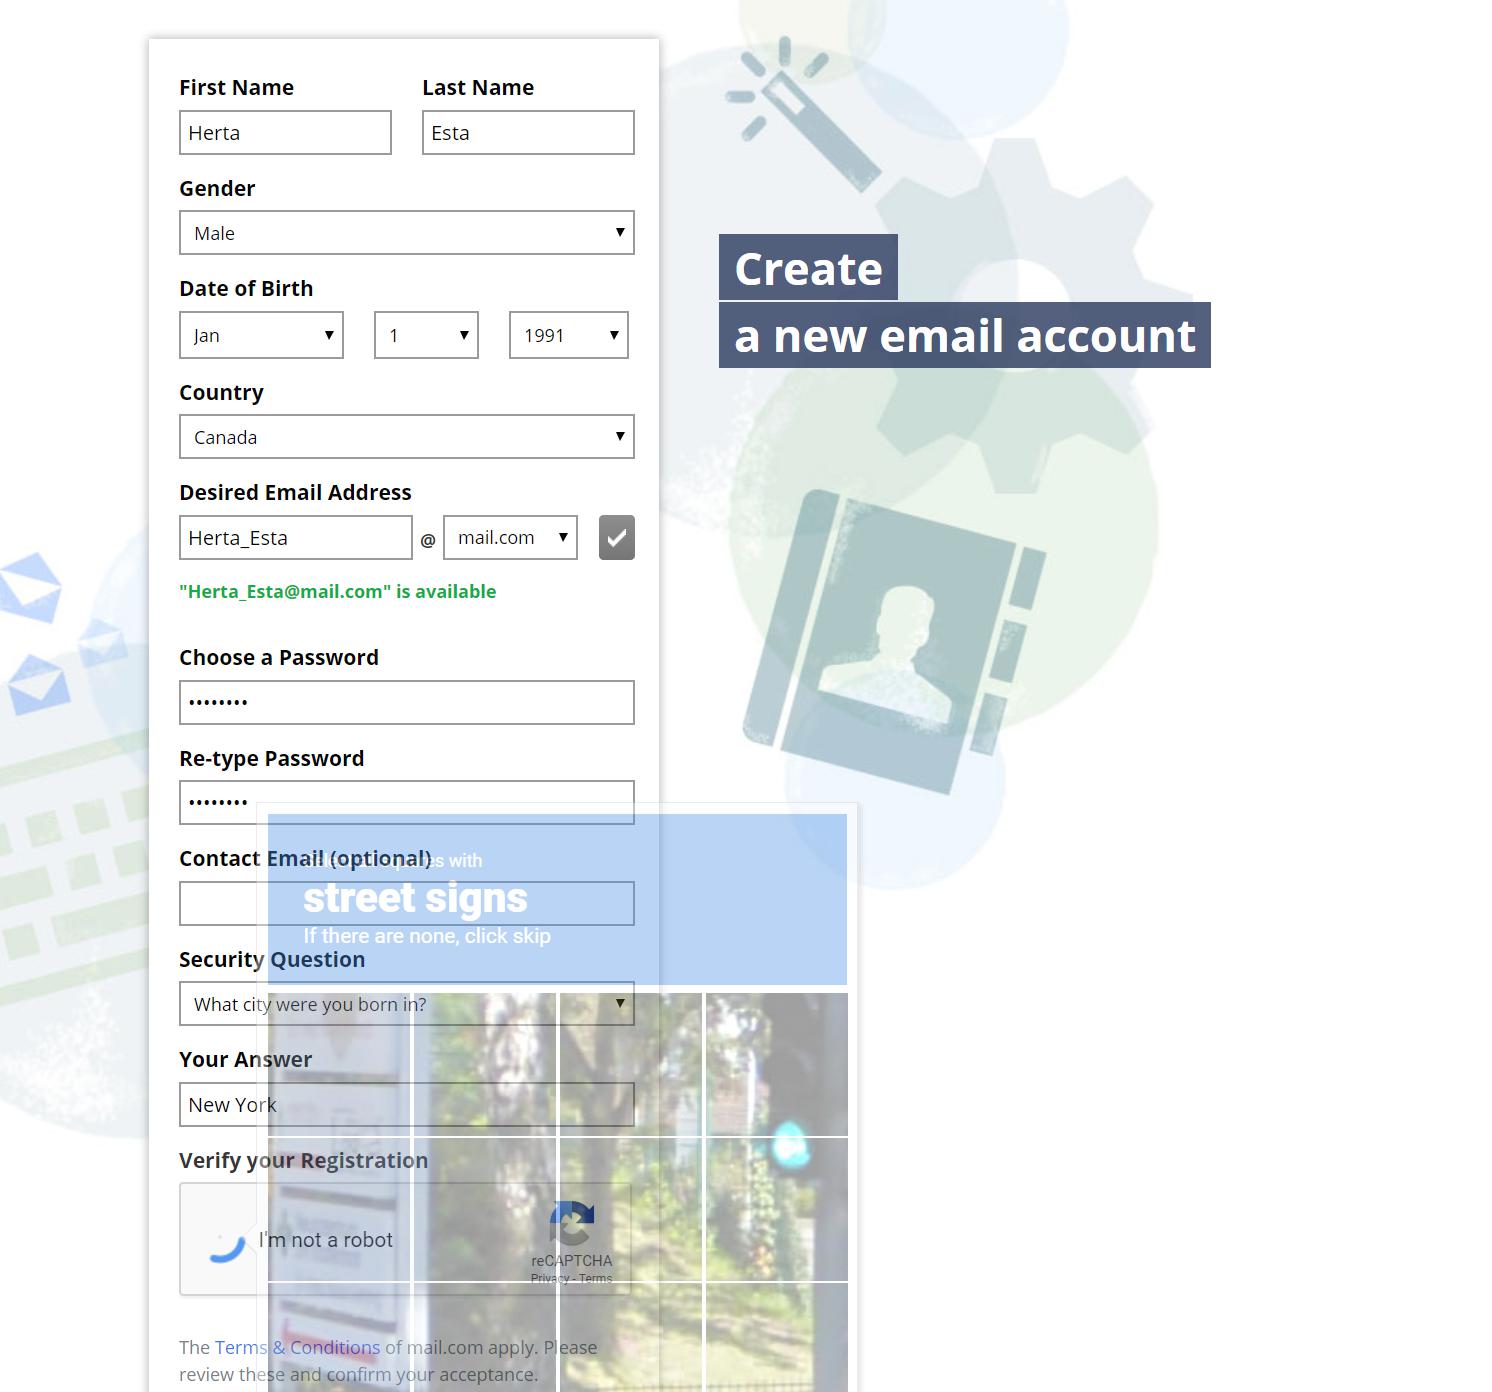 First Name
Last Name
Herta
Esta
Gender
Male
Date of Birth
Jan
1
1991
Country
Canada
Desired Email Address
Herta_Esta
@
mail.com
"Herta_Esta@mail.com" is available
Choose a Password
••••••••
Re-type Password
••••••••
Contact Email (optional)
Select all squares with
street signs
If there are none, click skip
Security Question
What city were you born in?
Your Answer
New York
Verify your Registration
I'm not a robot
reCAPTCHA
Privacy - Terms
The Terms & Conditions of mail.com apply. Please
review these and confirm your acceptance.
Create
a new email account